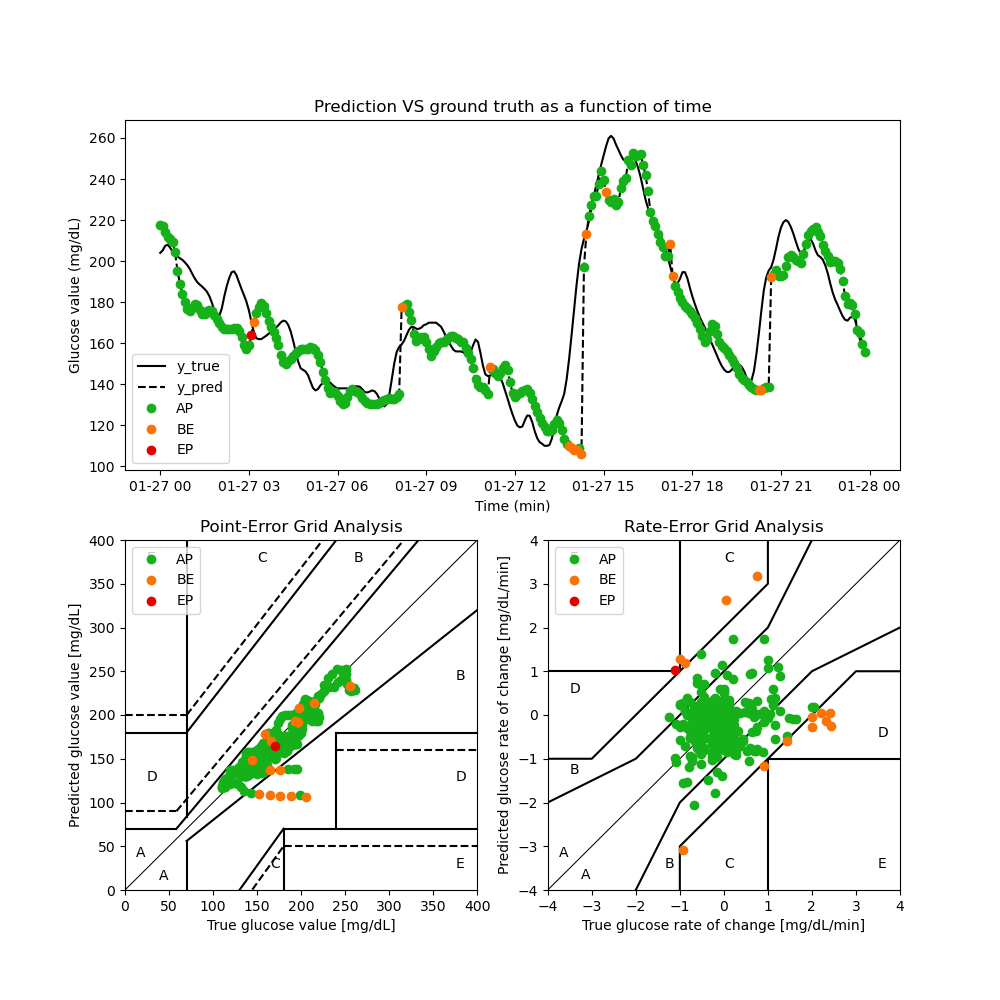 Prediction VS ground truth as a function of time
Glucose value (mg/dL)
260
240
220
200
180
160
140
120
100
y_true
y_pred
AP
BE
EP
01-27 00 01-27 03 01-27 06 01-27 09 01-27 12 01-27 15 01-27 18 01-27 21 01-28 00
Time (min)
Point-Error Grid Analysis
Predicted glucose value [mg/dL]
400
350
300
250
200
150
100
50
0
AP
BE
EP
C
B
B
D
D
A
A
C
E
0 50 100 150 200 250 300 350 400
True glucose value [mg/dL]
Rate-Error Grid Analysis
Predicted glucose rate of change [mg/dL/min]
4
3
2
1
0
−1
−2
−3
−4
AP
BE
EP
C
D
D
B
A
A
B
C
E
−4 −3 −2 −1 0 1 2 3 4
True glucose rate of change [mg/dL/min]